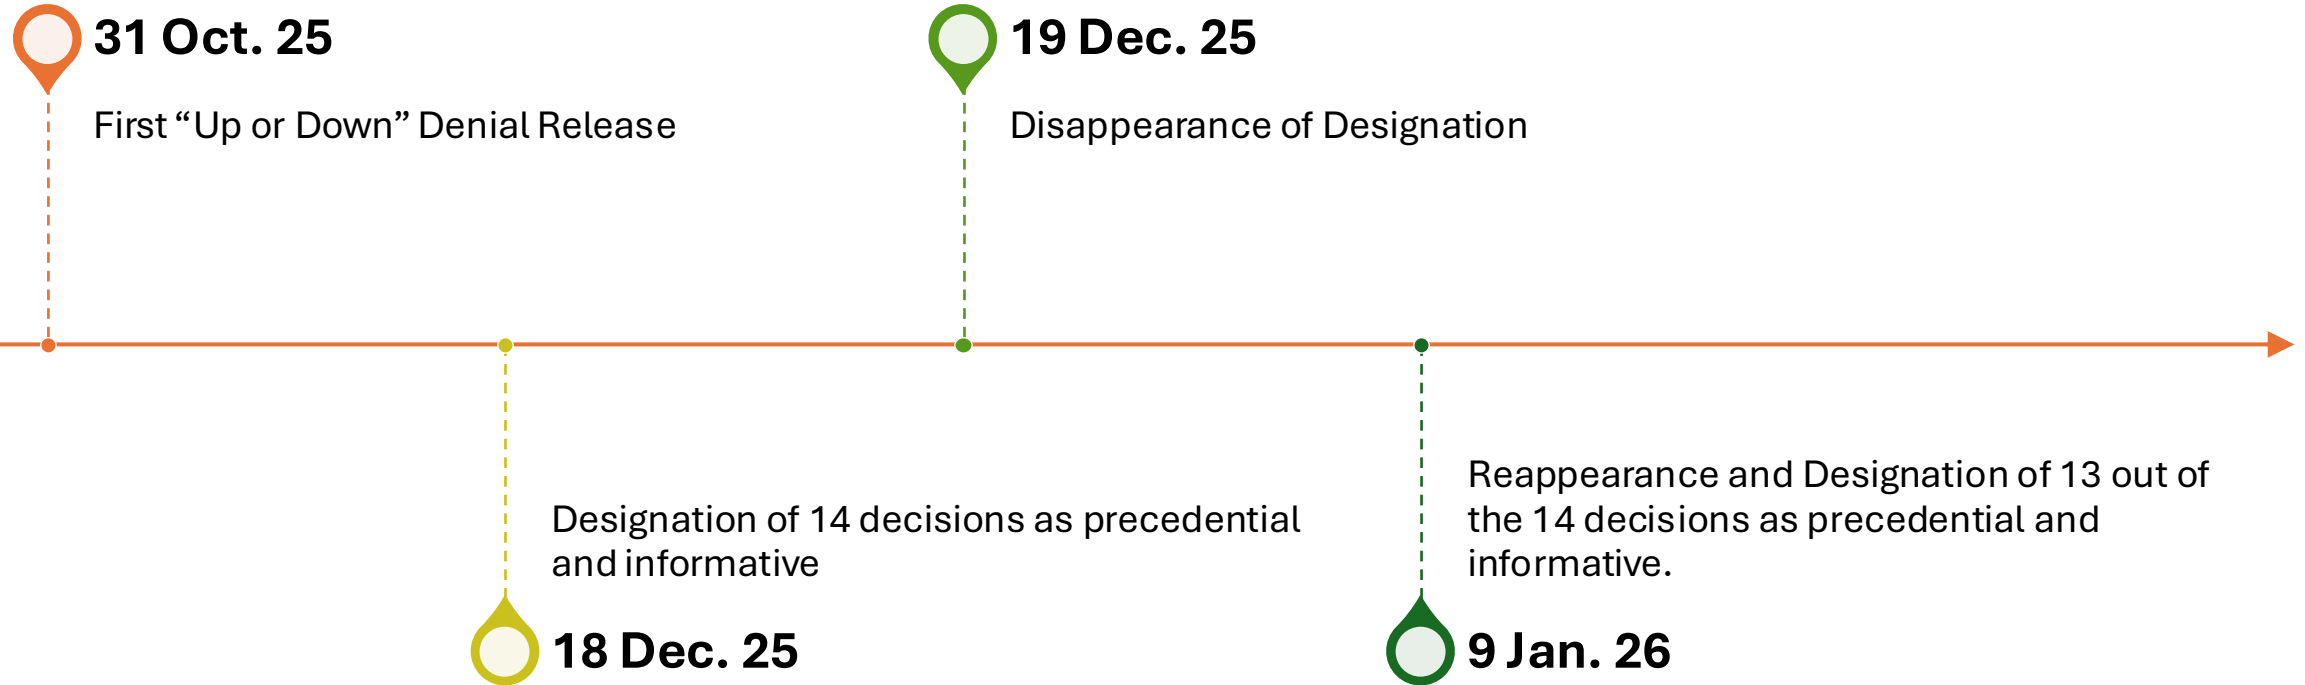 31 Oct. 25
First “Up or Down” Denial Release
19 Dec. 25
Disappearance of Designation
Designation of 14 decisions as precedential
and informative
18 Dec. 25
Reappearance and Designation of 13 out of
the 14 decisions as precedential and
informative.
9 Jan. 26